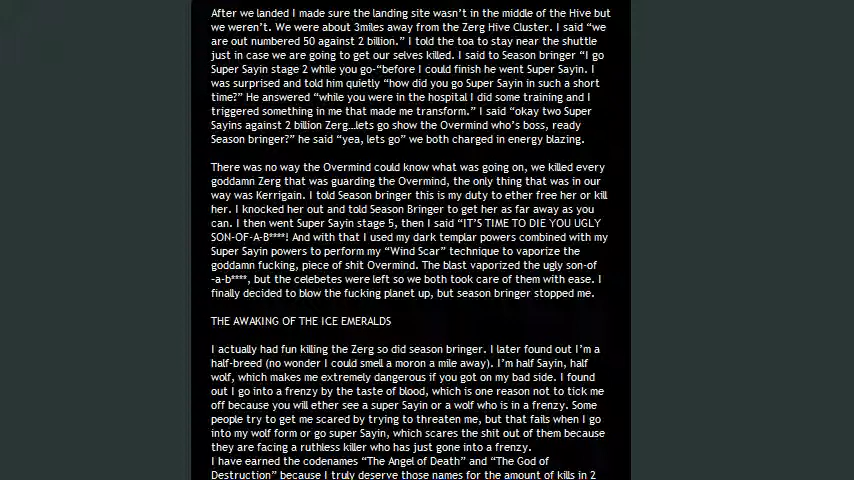 After we landed I made sure the landing site wasn't in the middle of the Hive but
we weren't. We were about 3miles away from the Zerg Hive Cluster. I said "we
are out numbered 50 against 2 billion." I told the toa to stay near the shuttle
just in case we are going to get our selves killed. I said to Season bringer "I go
Super Sayin stage 2 while you go-"before I could finish he went Super Sayin. I
was surprised and told him quietly "how did you go Super Sayin in such a short
time?" He answered "while you were in the hospital I did some training and I
triggered something in me that made me transform." I said "okay two Super
Sayins against 2 billion Zerg…lets go show the Overmind who's boss, ready
Season bringer?" he said "yea, lets go" we both charged in energy blazing.

There was no way the Overmind could know what was going on, we killed every
goddamn Zerg that was guarding the Overmind, the only thing that was in our
way was Kerrigain. I told Season bringer this is my duty to ether free her or kill
her. I knocked her out and told Season Bringer to get her as far away as you
can. I then went Super Sayin stage 5, then I said "IT'S TIME TO DIE YOU UGLY
SON-OF-A-B****! And with that I used my dark templar powers combined with my
Super Sayin powers to perform my "Wind Scar" technique to vaporize the
goddamn fucking, piece of shit Overmind. The blast vaporized the ugly son-of
-a-b****, but the celebetes were left so we both took care of them with ease. I
finally decided to blow the fucking planet up, but season bringer stopped me.

THE AWAKING OF THE ICE EMERALDS

I actually had fun killing the Zerg so did season bringer. I later found out I'm a
half-breed (no wonder I could smell a moron a mile away). I'm half Sayin, half
wolf, which makes me extremely dangerous if you got on my bad side. I found
out I go into a frenzy by the taste of blood, which is one reason not to tick me
off because you will ether see a super Sayin or a wolf who is in a frenzy. Some
people try to get me scared by trying to threaten me, but that fails when I go
into my wolf form or go super Sayin, which scares the shit out of them because
they are facing a ruthless killer who has just gone into a frenzy.
I have earned the codenames "The Angel of Death" and "The God of
Destruction" because I truly deserve those names for the amount of kills in 2